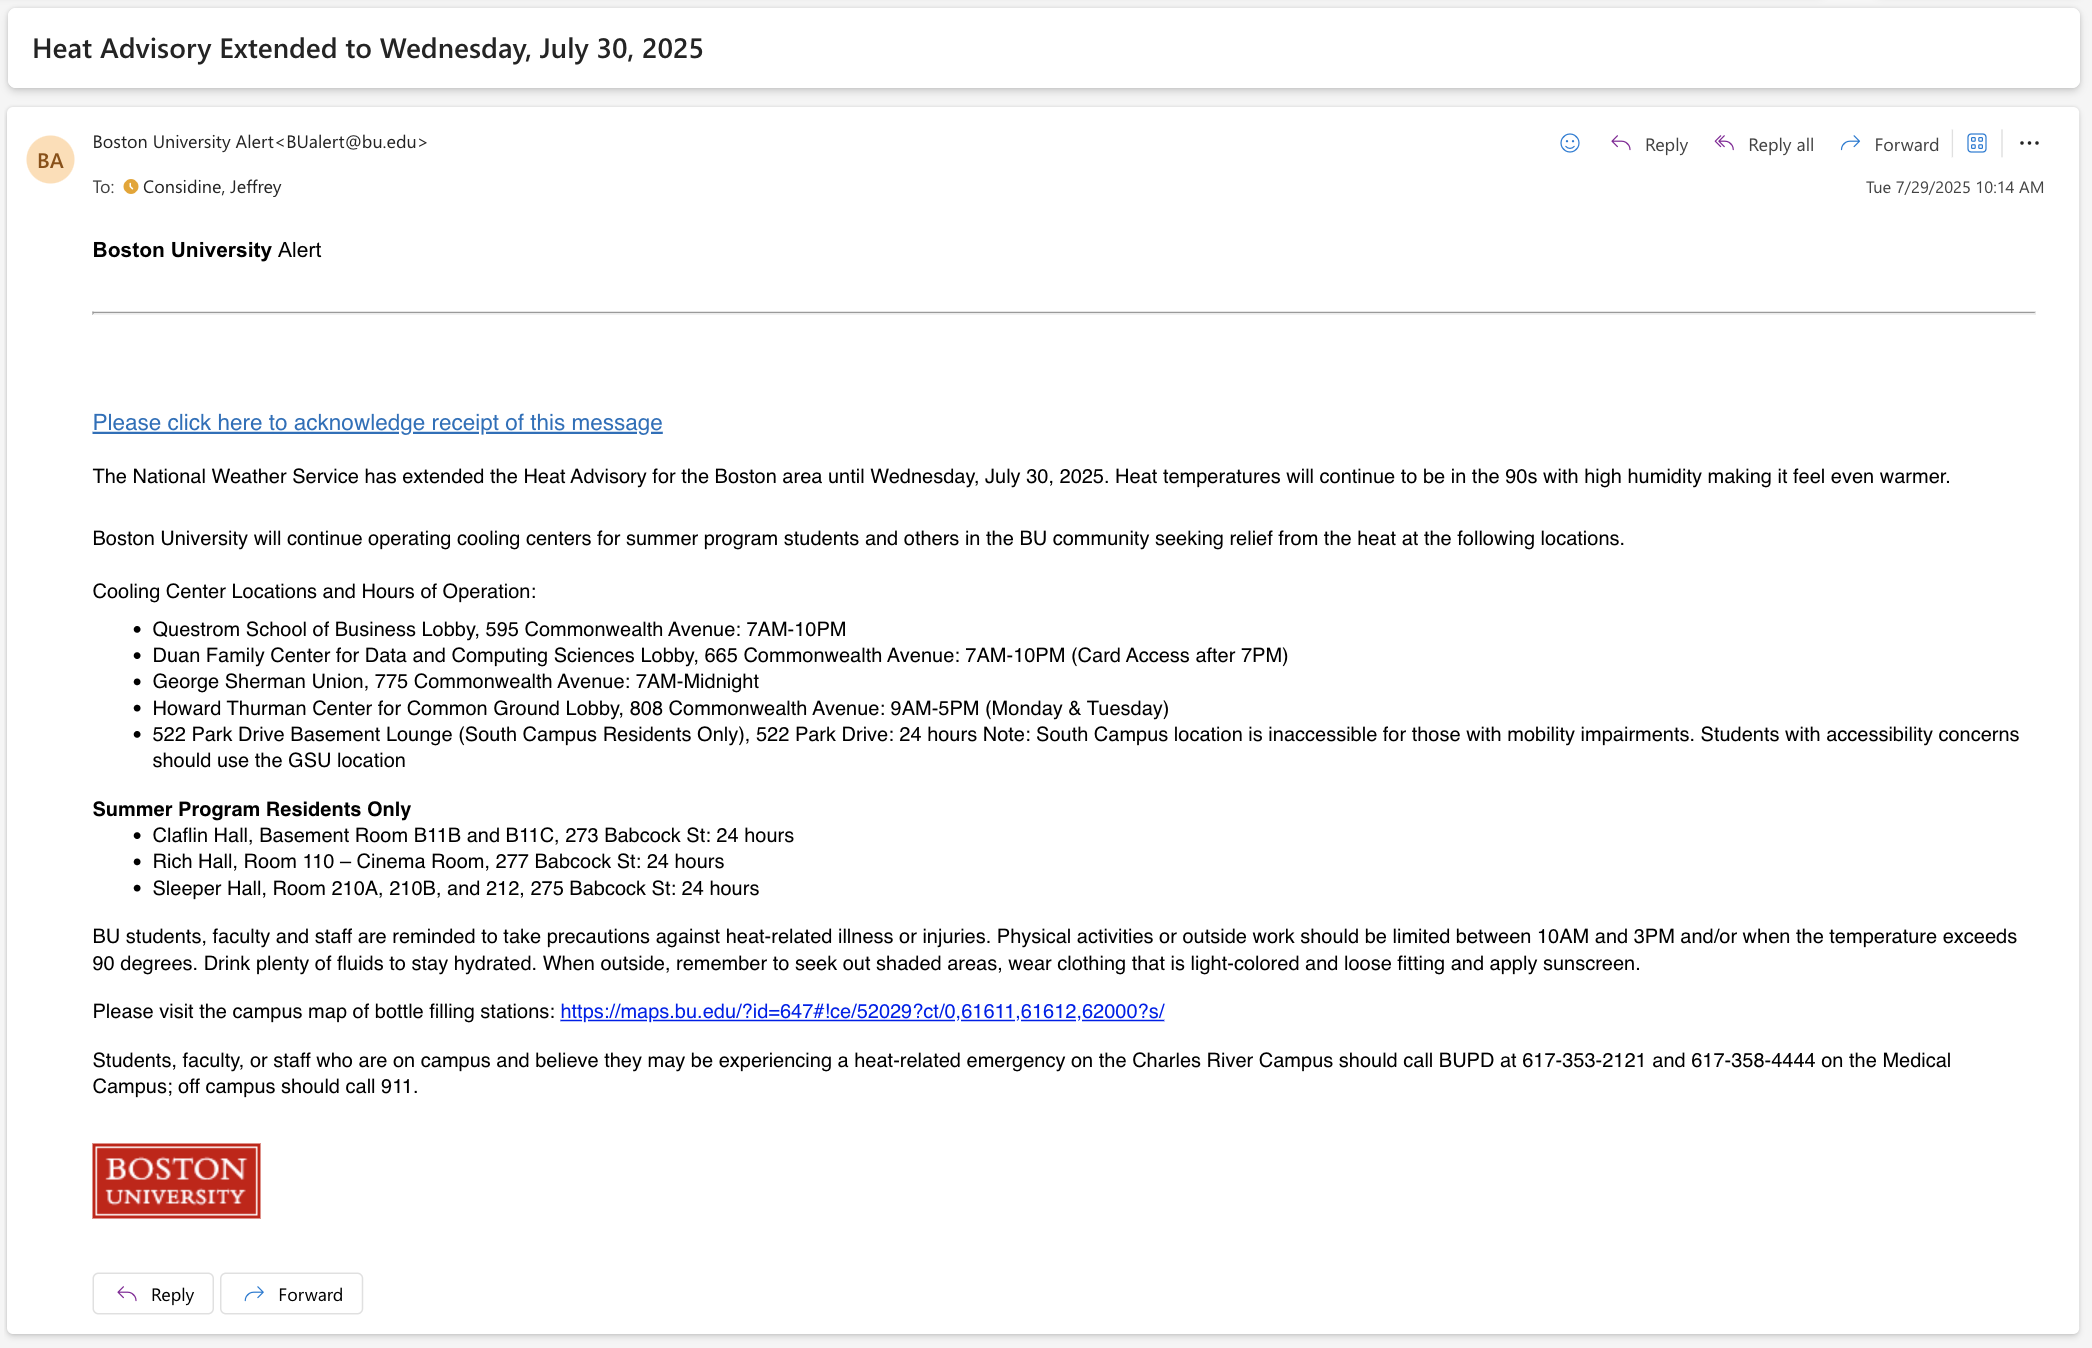 Heat Advisory Extended to Wednesday, July 30, 2025
BA
Boston University Alert<BUalert@bu.edu>
Reply
Reply all
Forward
To: Considine, Jeffrey
Tue 7/29/2025 10:14 AM
Boston University Alert
Please click here to acknowledge receipt of this message
The National Weather Service has extended the Heat Advisory for the Boston area until Wednesday, July 30, 2025. Heat temperatures will continue to be in the 90s with high humidity making it feel even warmer.
Boston University will continue operating cooling centers for summer program students and others in the BU community seeking relief from the heat at the following locations.
Cooling Center Locations and Hours of Operation:
• Questrom School of Business Lobby, 595 Commonwealth Avenue: 7AM-10PM
• Duan Family Center for Data and Computing Sciences Lobby, 665 Commonwealth Avenue: 7AM-10PM (Card Access after 7PM)
• George Sherman Union, 775 Commonwealth Avenue: 7AM-Midnight
• Howard Thurman Center for Common Ground Lobby, 808 Commonwealth Avenue: 9AM-5PM (Monday & Tuesday)
• 522 Park Drive Basement Lounge (South Campus Residents Only), 522 Park Drive: 24 hours Note: South Campus location is inaccessible for those with mobility impairments. Students with accessibility concerns
should use the GSU location
Summer Program Residents Only
• Claflin Hall, Basement Room B11B and B11C, 273 Babcock St: 24 hours
• Rich Hall, Room 110 – Cinema Room, 277 Babcock St: 24 hours
• Sleeper Hall, Room 210A, 210B, and 212, 275 Babcock St: 24 hours
BU students, faculty and staff are reminded to take precautions against heat-related illness or injuries. Physical activities or outside work should be limited between 10AM and 3PM and/or when the temperature exceeds
90 degrees. Drink plenty of fluids to stay hydrated. When outside, remember to seek out shaded areas, wear clothing that is light-colored and loose fitting and apply sunscreen.
Please visit the campus map of bottle filling stations: https://maps.bu.edu/?id=647#!ce/52029?ct/0,61611,61612,62000?s/
Students, faculty, or staff who are on campus and believe they may be experiencing a heat-related emergency on the Charles River Campus should call BUPD at 617-353-2121 and 617-358-4444 on the Medical
Campus; off campus should call 911.
BOSTON
UNIVERSITY
Reply
Forward